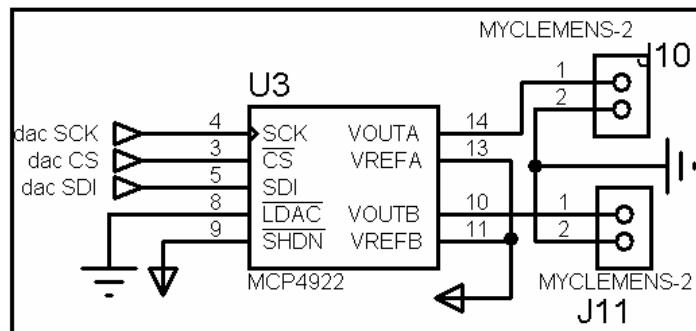 MYCLEMENS-2
J10
U3
1
2
dac SCK
4
SCK
VOUTA
14
dac CS
3
CS
VREFA
13
dac SDI
5
SDI
8
LDAC
VOUTB
10
1
9
SHDN
VREFB
11
2
MCP4922
MYCLEMENS-2
J11